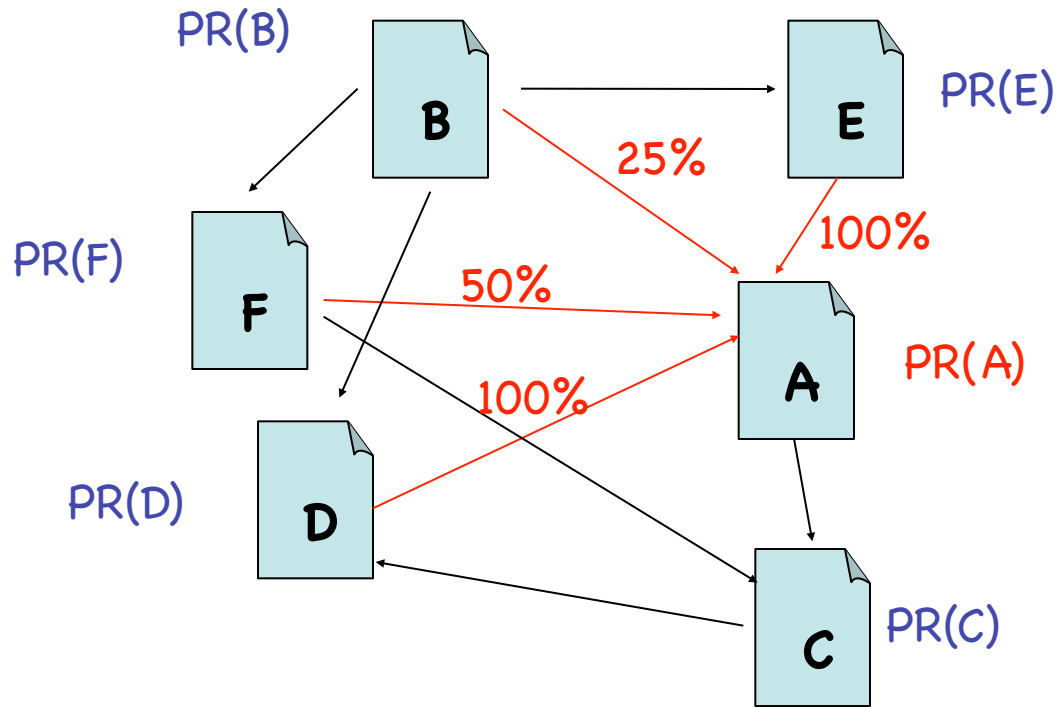 PR(B)
B
E
PR(E)
25%
100%
PR(F)
F
50%
A
PR(A)
100%
PR(D)
D
C
PR(C)